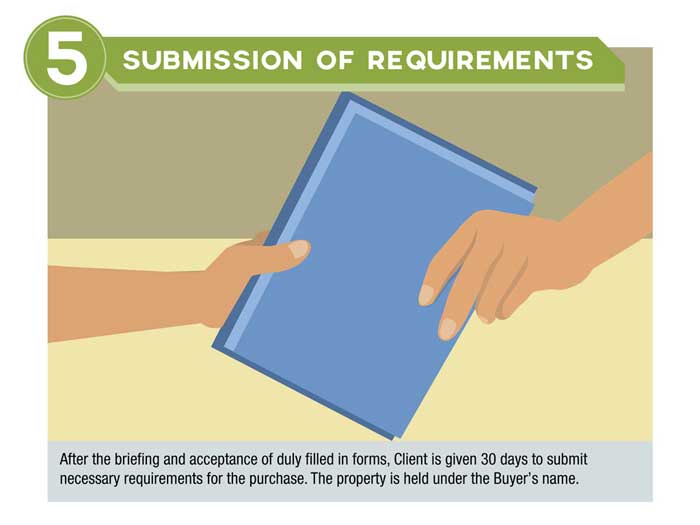 5
SUBMISSION OF REQUIREMENTS
After the briefing and acceptance of duly filled in forms, Client is given 30 days to submit
necessary requirements for the purchase. The property is held under the Buyer's name.